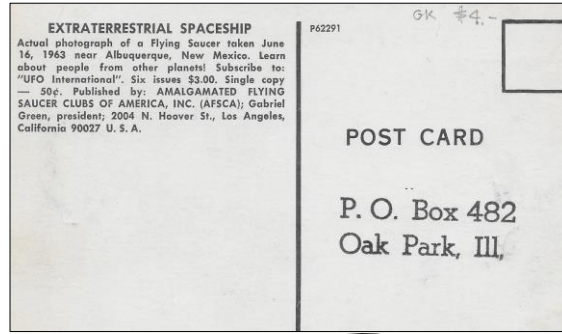 EXTRATERRESTRIAL SPACESHIP
Actual photograph of a Flying Saucer taken June
16, 1963 near Albuquerque, New Mexico. Learn
about people from other planets! Subscribe to:
"UFO International". Six issues $3.00. Single copy
— 50¢. Published by: AMALGAMATED FLYING
SAUCER CLUBS OF AMERICA, INC. (AFSCA); Gabriel
Green, president; 2004 N. Hoover St., Los Angeles,
California 90027 U. S. A.
P62291
GK $4.-
POST CARD
P. O. Box 482
Oak Park, Ill,